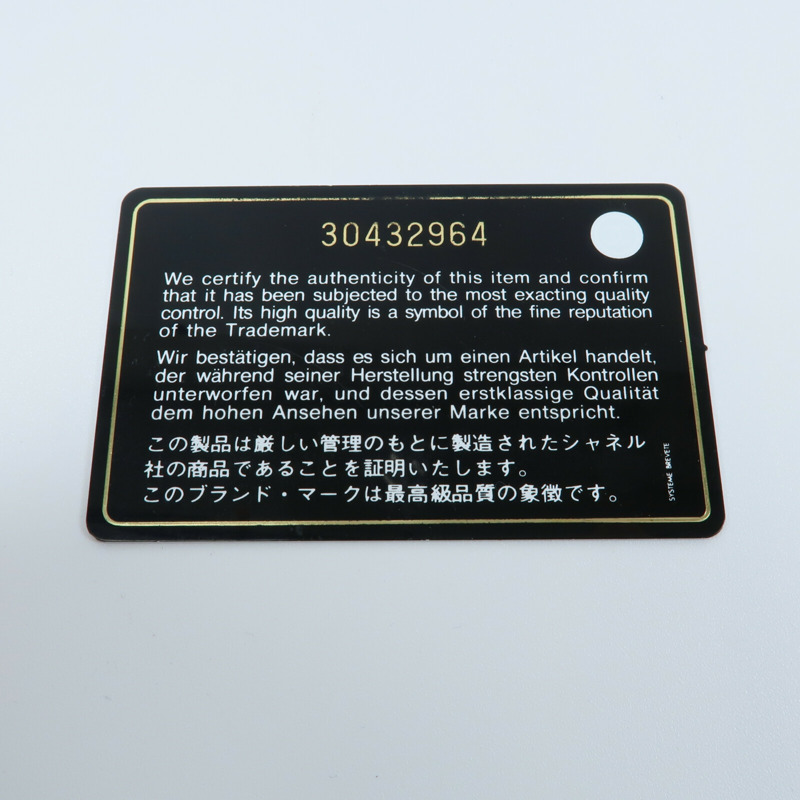 30432964
We certify the authenticity of this item and confirm
that it has been subjected to the most exacting quality
control. Its high quality is a symbol of the fine reputation
of the Trademark.
Wir bestätigen, dass es sich um einen Artikel handelt,
der während seiner Herstellung strengsten Kontrollen
unterworfen war, und dessen erstklassige Qualität
dem hohen Ansehen unserer Marke entspricht.
この製品は厳しい管理のもとに製造されたシャネル
社の商品であることを証明いたします。
このブランド・マークは最高級品質の象徴です。
SYSTEME BREVETE